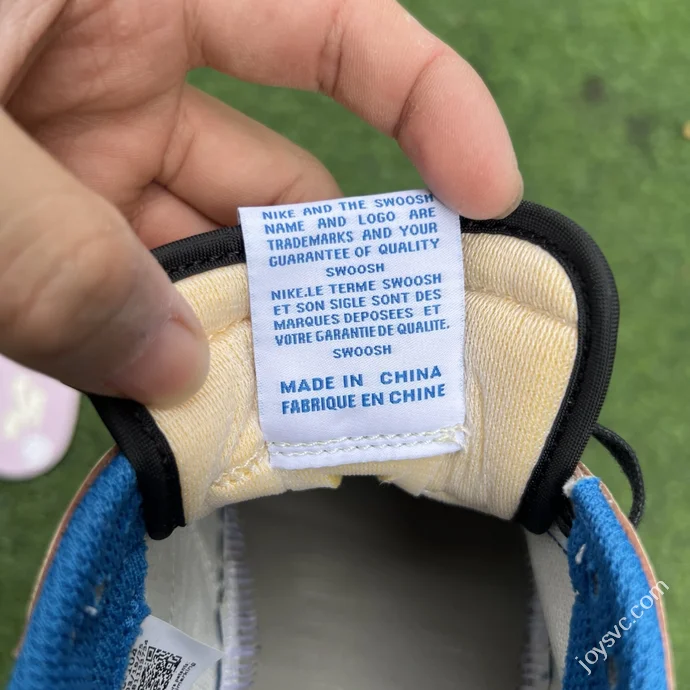 NIKE AND THE SWOOSH
NAME AND LOGO ARE
TRADEMARKS AND YOUR
GUARANTEE OF QUALITY
SWOOSH
NIKE.LE TERME SWOOSH
ET SON SIGLE SONT DES
MARQUES DEPOSEES ET
VOTRE GARANTIE DE QUALITE.
SWOOSH
MADE IN CHINA
FABRIQUE EN CHINE
joysvc.com